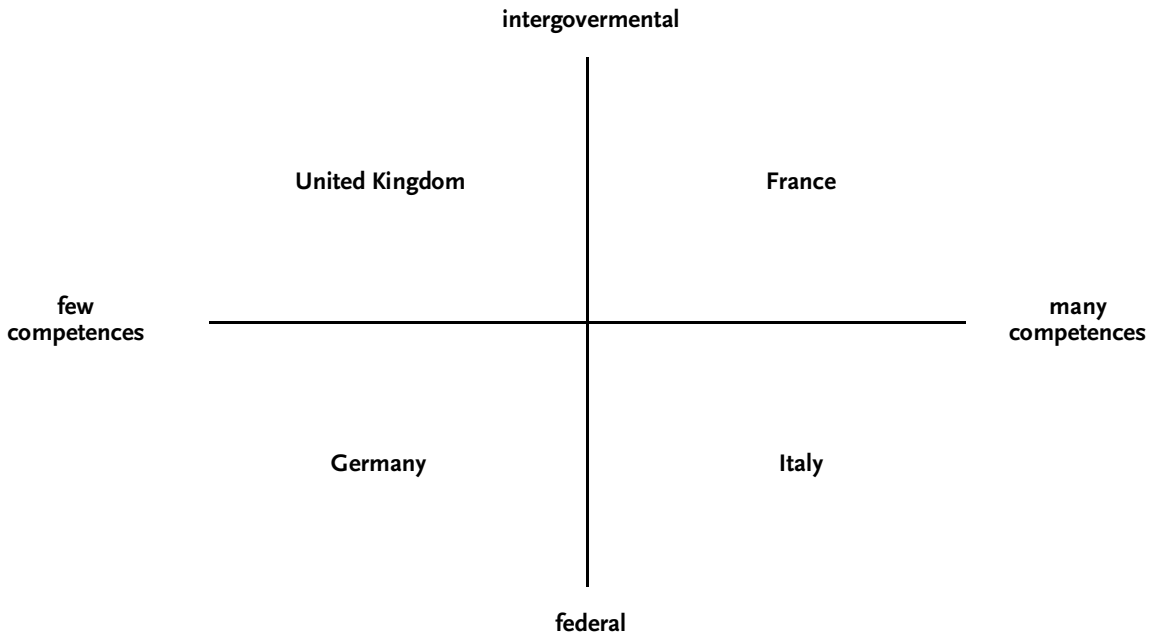 intergovermental
United Kingdom
France
few
competences
many
competences
Germany
Italy
federal